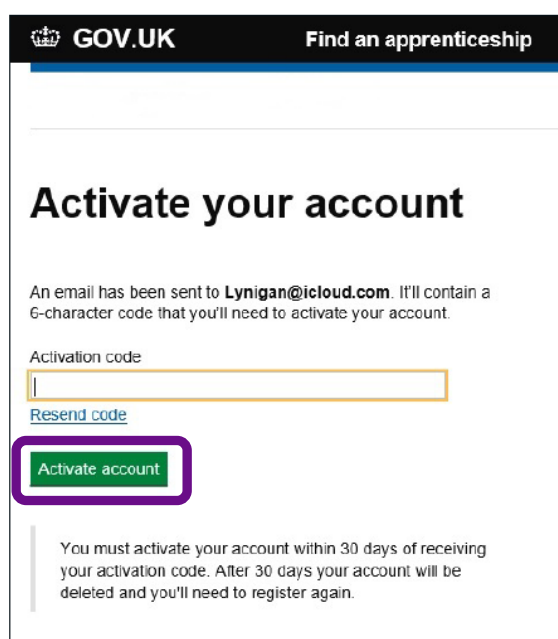 GOV.UK Find an apprenticeship
Activate your account
An email has been sent to Lynigan@icloud.com. It'll contain a
6-character code that you'll need to activate your account.
Activation code
Resend code
Activate account
You must activate your account within 30 days of receiving
your activation code. After 30 days your account will be
deleted and you'll need to register again.